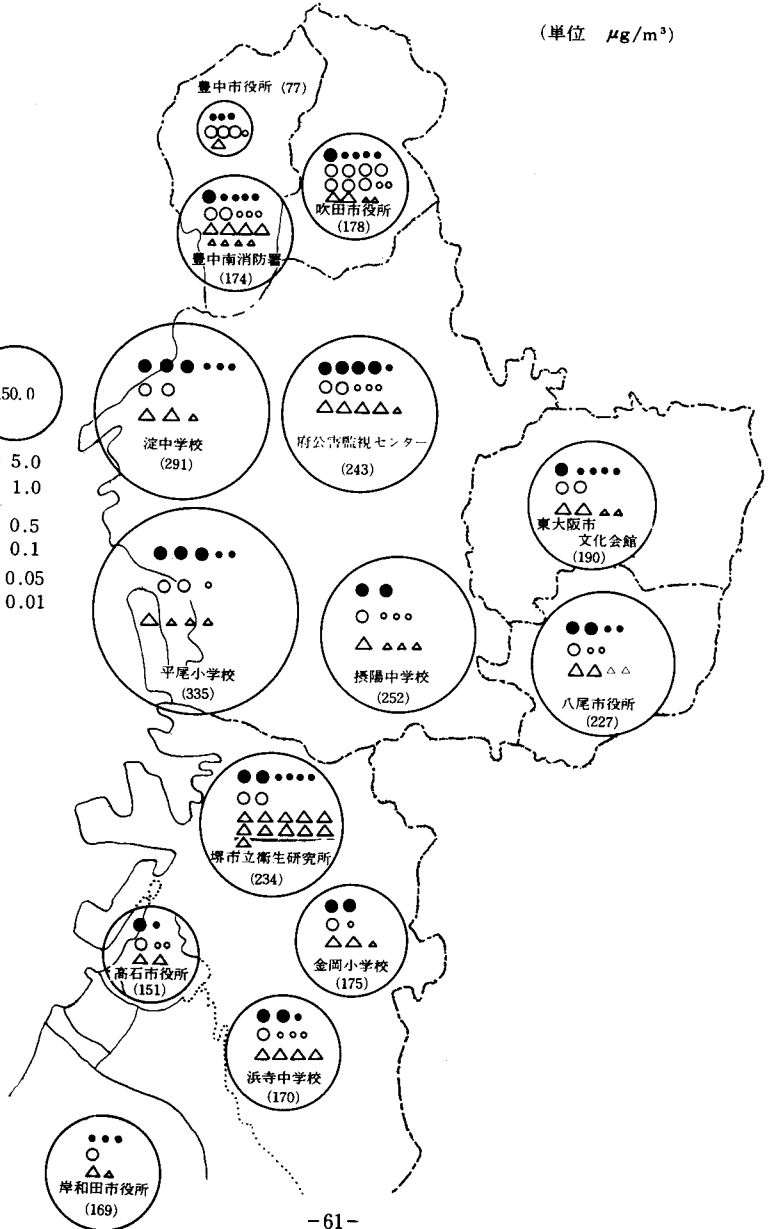 (単位 μg/m³)
豊中市役所 (77)
吹田市役所
(178)
豊中南消防署
(174)
50.0
5.0
1.0
0.5
0.1
0.05
0.01
淀中学校
(291)
府公害監視センター
(243)
東大阪市
文化会館
(190)
平尾小学校
(335)
摂陽中学校
(252)
八尾市役所
(227)
堺市立衛生研究所
(234)
高石市役所
(151)
金岡小学校
(175)
浜寺中学校
(170)
岸和田市役所
(169)
-61-